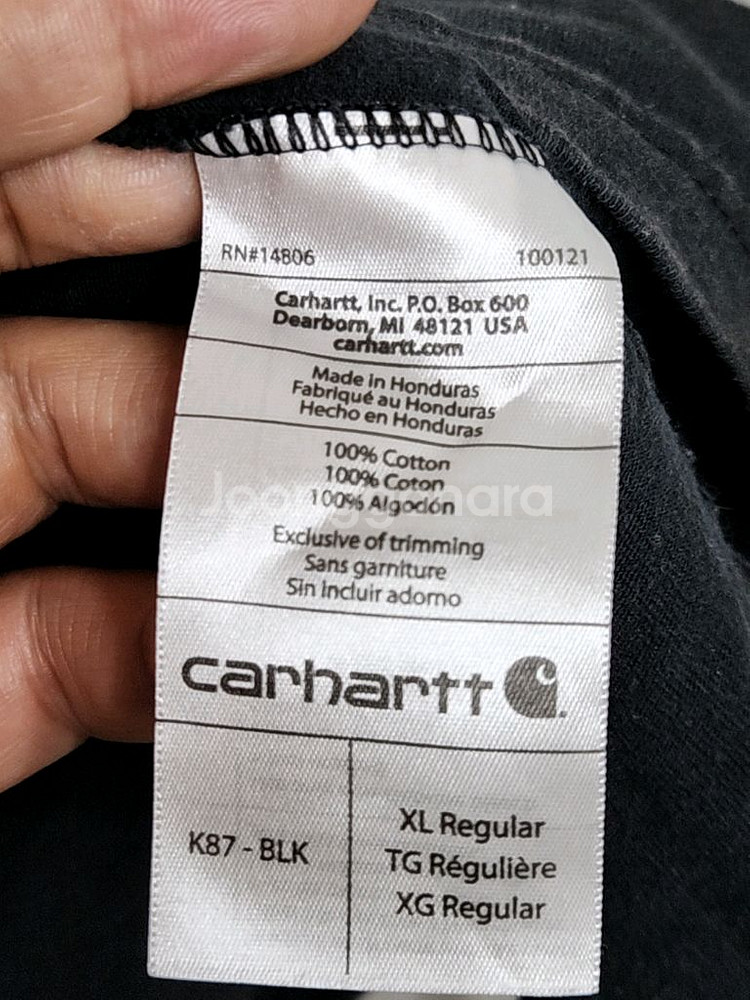 RN#14806 100121
Carhartt, Inc. P.O. Box 600
Dearborn, MI 48121 USA
carhartt.com
Made in Honduras
Fabriqué au Honduras
Hecho en Honduras
100% Cotton
100% Coton
100% Algodón
Joonggonara
Exclusive of trimming
Sans garniture
Sin Incluir adorno
carhartt
K87 - BLK
XL Regular
TG Régulière
XG Regular